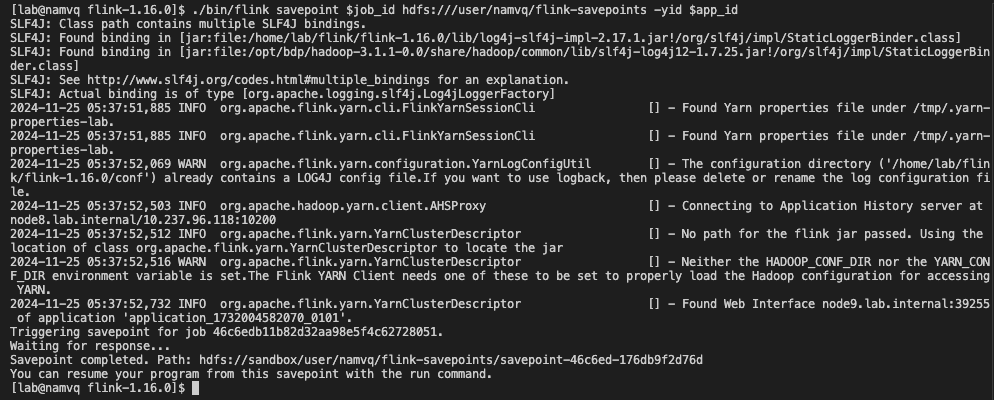 [lab@namvq flink-1.16.0]$ ./bin/flink savepoint $job_id hdfs:///user/namvq/flink-savepoints -yid $app_id
SLF4J: Class path contains multiple SLF4J bindings.
SLF4J: Found binding in [jar:file:/home/lab/flink/flink-1.16.0/lib/log4j-slf4j-impl-2.17.1.jar!/org/slf4j/impl/StaticLoggerBinder.class]
SLF4J: Found binding in [jar:file:/opt/bdp/hadoop-3.1.1-0.0/share/hadoop/common/lib/slf4j-log4j12-1.7.25.jar!/org/slf4j/impl/StaticLoggerBin
der.class]
SLF4J: See http://www.slf4j.org/codes.html#multiple_bindings for an explanation.
SLF4J: Actual binding is of type [org.apache.logging.slf4j.Log4jLoggerFactory]
2024-11-25 05:37:51,885 INFO  org.apache.flink.yarn.cli.FlinkYarnSessionCli                [] - Found Yarn properties file under /tmp/.yarn-
properties-lab.
2024-11-25 05:37:51,885 INFO  org.apache.flink.yarn.cli.FlinkYarnSessionCli                [] - Found Yarn properties file under /tmp/.yarn-
properties-lab.
2024-11-25 05:37:52,069 WARN  org.apache.flink.yarn.configuration.YarnLogConfigUtil        [] - The configuration directory ('/home/lab/flin
k/flink-1.16.0/conf') already contains a LOG4J config file.If you want to use logback, then please delete or rename the log configuration fi
le.
2024-11-25 05:37:52,503 INFO  org.apache.hadoop.yarn.client.AHSProxy                       [] - Connecting to Application History server at
node8.lab.internal/10.237.96.118:10200
2024-11-25 05:37:52,512 INFO  org.apache.flink.yarn.YarnClusterDescriptor                  [] - No path for the flink jar passed. Using the
location of class org.apache.flink.yarn.YarnClusterDescriptor to locate the jar
2024-11-25 05:37:52,516 WARN  org.apache.flink.yarn.YarnClusterDescriptor                  [] - Neither the HADOOP_CONF_DIR nor the YARN_CON
F_DIR environment variable is set.The Flink YARN Client needs one of these to be set to properly load the Hadoop configuration for accessing
 YARN.
2024-11-25 05:37:52,732 INFO  org.apache.flink.yarn.YarnClusterDescriptor                  [] - Found Web Interface node9.lab.internal:39255
 of application 'application_1732004582070_0101'.
Triggering savepoint for job 46c6edb11b82d32aa98e5f4c62728051.
Waiting for response...
Savepoint completed. Path: hdfs://sandbox/user/namvq/flink-savepoints/savepoint-46c6ed-176db9f2d76d
You can resume your program from this savepoint with the run command.
[lab@namvq flink-1.16.0]$